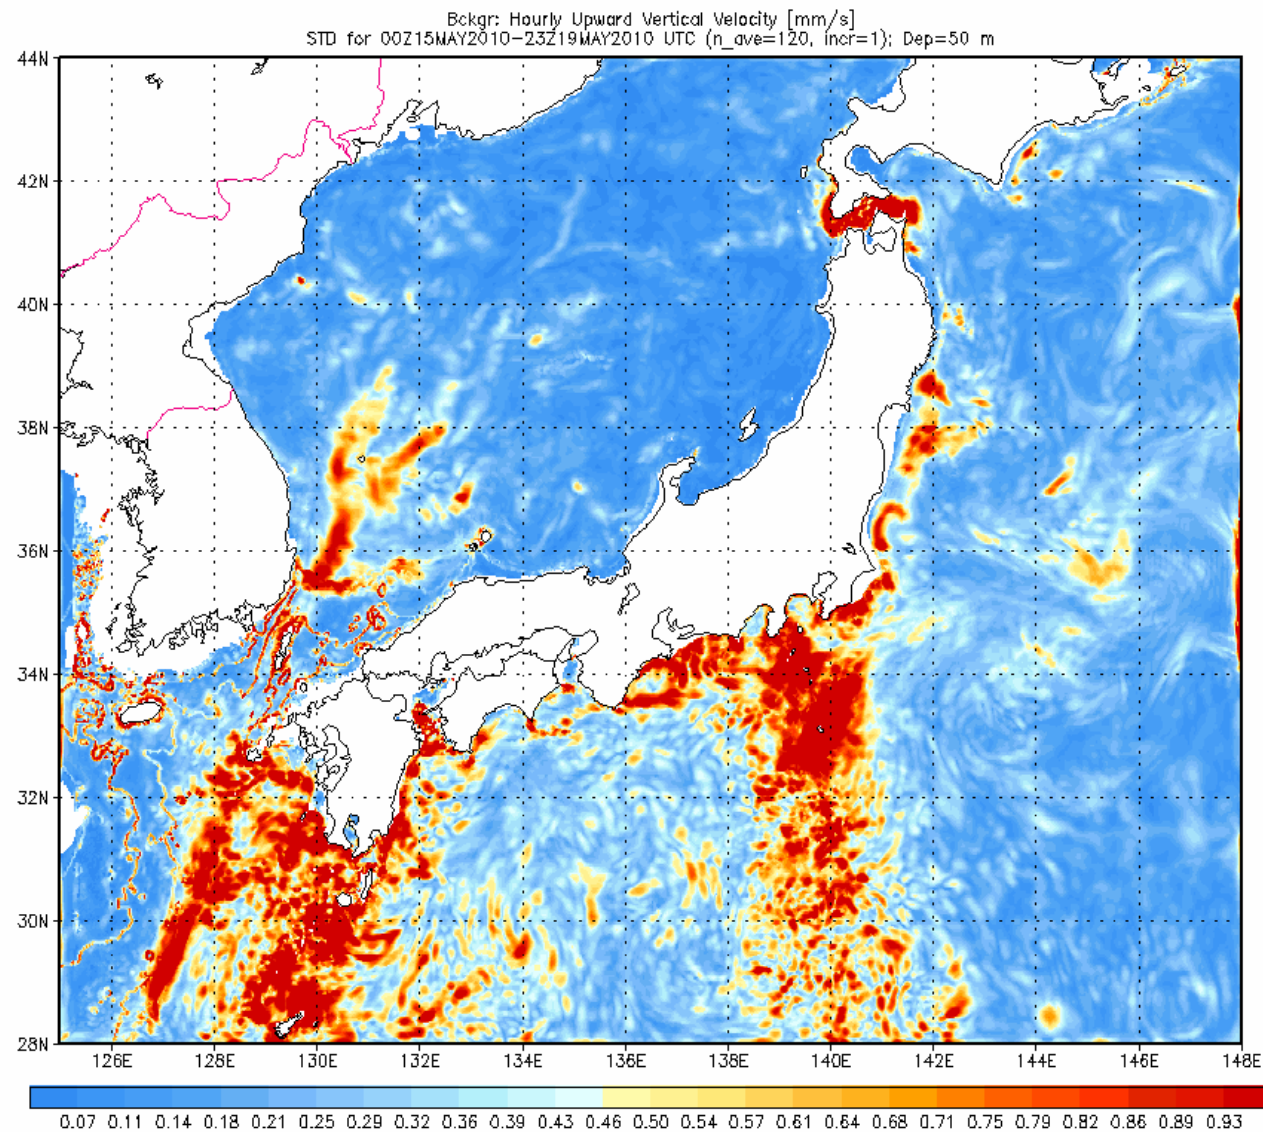 Bckgr: Hourly Upward Vertical Velocity [mm/s]
STD for 00Z15MAY2010-23Z19MAY2010 UTC (n_ave=120, incr=1); Dep=50 m
44N
42N
40N
38N
36N
34N
32N
30N
28N
126E 128E 130E 132E 134E 136E 138E 140E 142E 144E 146E 148E
0.07 0.11 0.14 0.18 0.21 0.25 0.29 0.32 0.36 0.39 0.43 0.46 0.50 0.54 0.57 0.61 0.64 0.68 0.71 0.75 0.79 0.82 0.86 0.89 0.93